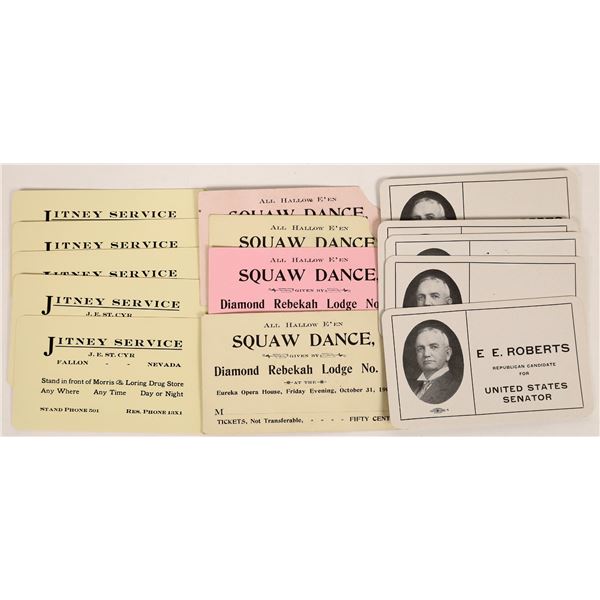 JITNEY SERVICE
JITNEY SERVICE
JITNEY SERVICE
JITNEY SERVICE
J. E. ST. CYR
JITNEY SERVICE
J. E. ST. CYR
FALLON - - NEVADA
Stand in front of Morris & Loring Drug Store
Any Where Any Time Day or Night
STAND PHONE 501 RES. PHONE 13X1
ALL HALLOW E'EN
SQUAW DANCE,
ALL HALLOW E'EN
SQUAW DANCE,
ALL HALLOW E'EN
SQUAW DANCE,
GIVEN BY
Diamond Rebekah Lodge No.
ALL HALLOW E'EN
SQUAW DANCE,
GIVEN BY
Diamond Rebekah Lodge No.
AT THE
Eureka Opera House, Friday Evening, October 31, 19
M
TICKETS, Not Transferable, - - - - FIFTY CENT
ROBERTS
E. E. ROBERTS
REPUBLICAN CANDIDATE
FOR
UNITED STATES
SENATOR